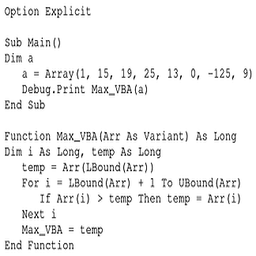 Option Explicit
Sub Main()
Dim a
a = Array(1, 15, 19, 25, 13, 0, -125, 9)
Debug.Print Max_VBA(a)
End Sub
Function Max_VBA(Arr As Variant) As Long
Dim i As Long, temp As Long
temp = Arr(LBound(Arr))
For i = LBound(Arr) + 1 To UBound(Arr)
If Arr(i) > temp Then temp = Arr(i)
Next i
Max_VBA = temp
End Function